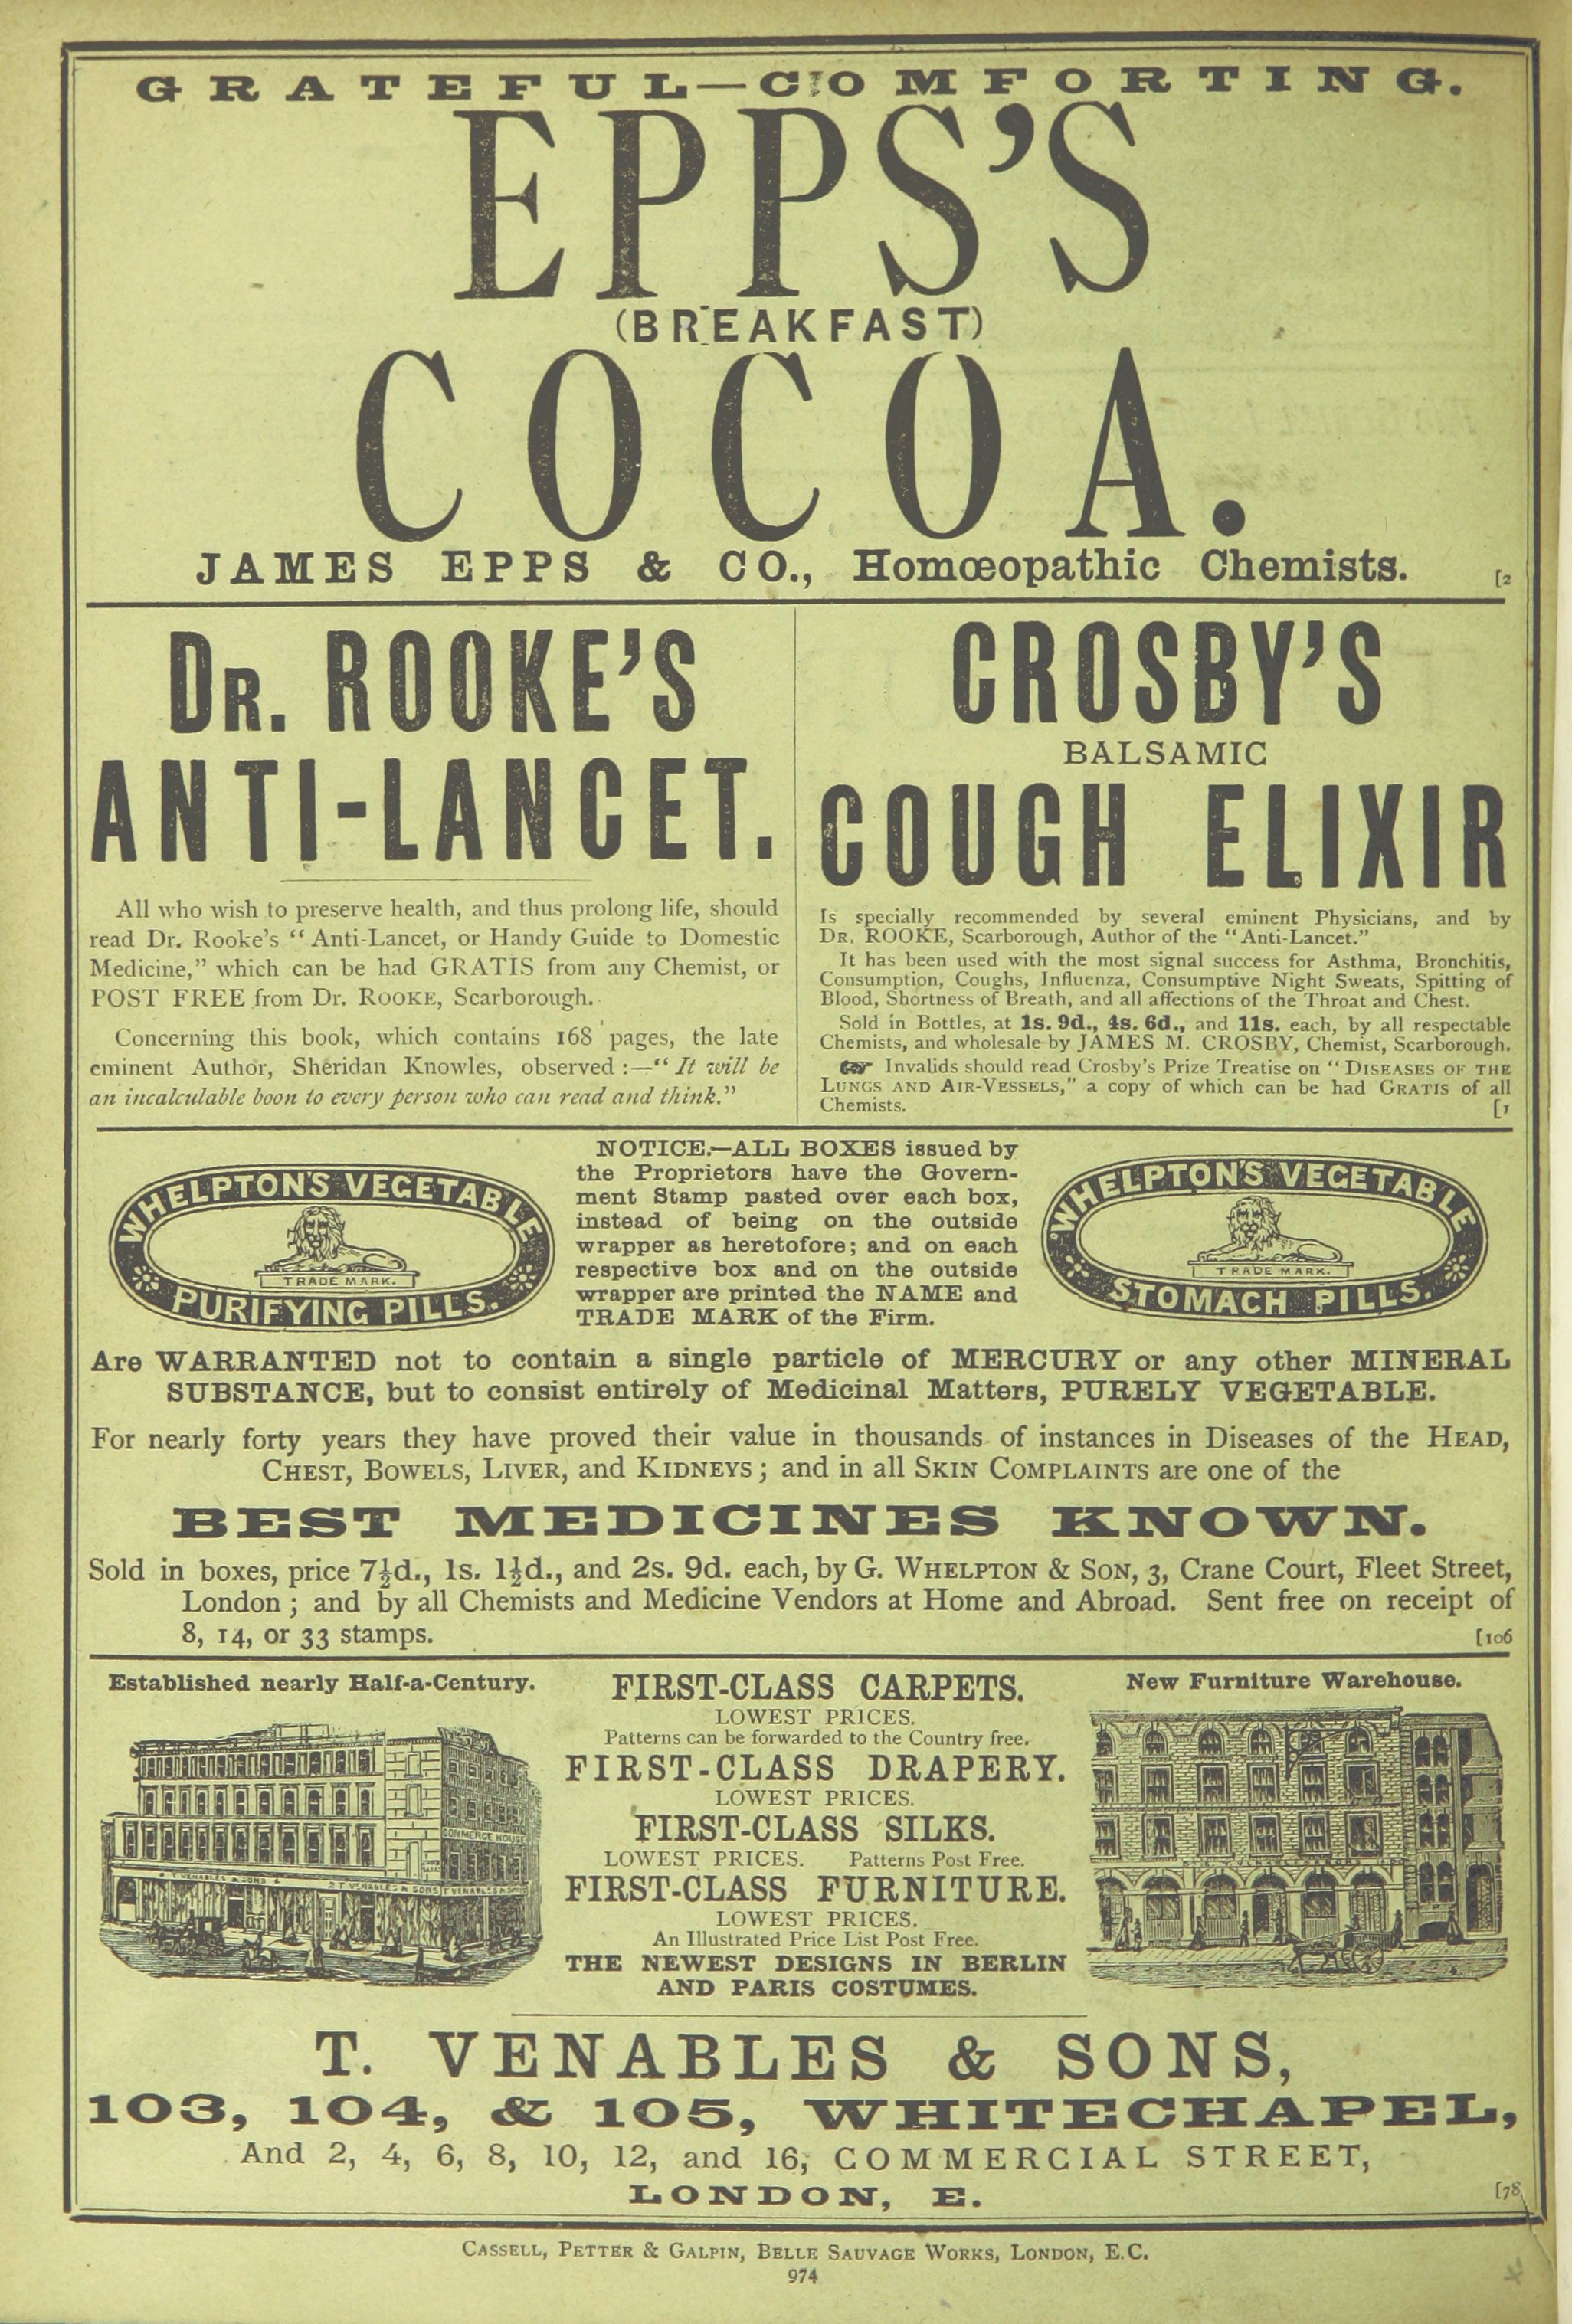 GRATEFUL—COMFORTING.
EPPS'S
(BREAKFAST)
COCOA.
JAMES EPPS & CO., Homœopathic Chemists.
[2
DR. ROOKE'S
ANTI-LANCET.
All who wish to preserve health, and thus prolong life, should
read Dr. Rooke's "Anti-Lancet, or Handy Guide to Domestic
Medicine," which can be had GRATIS from any Chemist, or
POST FREE from Dr. ROOKE, Scarborough.
Concerning this book, which contains 168 pages, the late
eminent Author, Sheridan Knowles, observed :—"It will be
an incalculable boon to every person who can read and think."
CROSBY'S
BALSAMIC
COUGH ELIXIR
Is specially recommended by several eminent Physicians, and by
DR. ROOKE, Scarborough, Author of the "Anti-Lancet."
It has been used with the most signal success for Asthma, Bronchitis,
Consumption, Coughs, Influenza, Consumptive Night Sweats, Spitting of
Blood, Shortness of Breath, and all affections of the Throat and Chest.
Sold in Bottles, at 1s. 9d., 4s. 6d., and 11s. each, by all respectable
Chemists, and wholesale by JAMES M. CROSBY, Chemist, Scarborough.
☞ Invalids should read Crosby's Prize Treatise on "DISEASES OF THE
LUNGS AND AIR-VESSELS," a copy of which can be had GRATIS of all
Chemists.
[1
WHELPTON'S VEGETABLE
TRADE MARK.
PURIFYING PILLS.
NOTICE.—ALL BOXES issued by
the Proprietors have the Govern-
ment Stamp pasted over each box,
instead of being on the outside
wrapper as heretofore; and on each
respective box and on the outside
wrapper are printed the NAME and
TRADE MARK of the Firm.
WHELPTON'S VEGETABLE
TRADE MARK.
STOMACH PILLS.
Are WARRANTED not to contain a single particle of MERCURY or any other MINERAL
SUBSTANCE, but to consist entirely of Medicinal Matters, PURELY VEGETABLE.
For nearly forty years they have proved their value in thousands of instances in Diseases of the HEAD,
CHEST, BOWELS, LIVER, and KIDNEYS; and in all SKIN COMPLAINTS are one of the
BEST MEDICINES KNOWN.
Sold in boxes, price 7½d., 1s. 1½d., and 2s. 9d. each, by G. WHELPTON & SON, 3, Crane Court, Fleet Street,
London; and by all Chemists and Medicine Vendors at Home and Abroad. Sent free on receipt of
8, 14, or 33 stamps.
[106
Established nearly Half-a-Century.
COMMERCE HOUSE
T. VENABLES & SONS
T. VENABLES & SONS
T. VENABLES & SONS
FIRST-CLASS CARPETS.
LOWEST PRICES.
Patterns can be forwarded to the Country free.
FIRST-CLASS DRAPERY.
LOWEST PRICES.
FIRST-CLASS SILKS.
LOWEST PRICES. Patterns Post Free.
FIRST-CLASS FURNITURE.
LOWEST PRICES.
An Illustrated Price List Post Free.
THE NEWEST DESIGNS IN BERLIN
AND PARIS COSTUMES.
New Furniture Warehouse.
T. VENABLES & SONS,
103, 104, & 105, WHITECHAPEL,
And 2, 4, 6, 8, 10, 12, and 16, COMMERCIAL STREET,
LONDON, E.
[78
CASSELL, PETTER & GALPIN, BELLE SAUVAGE WORKS, LONDON, E.C.
974